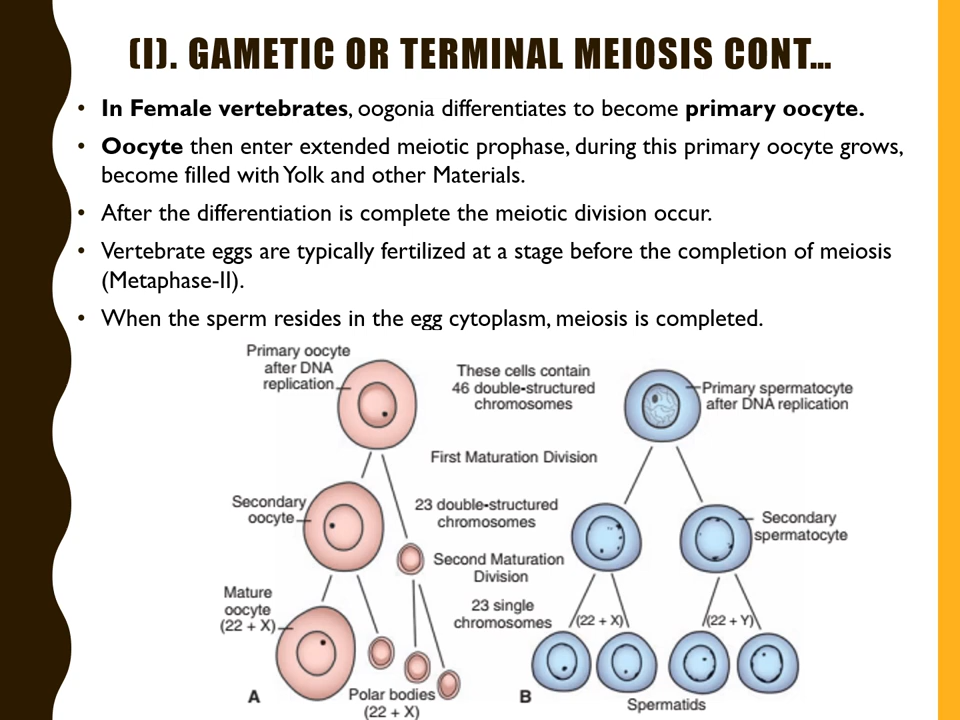 (I). GAMETIC OR TERMINAL MEIOSIS CONT...
• In Female vertebrates, oogonia differentiates to become primary oocyte.
• Oocyte then enter extended meiotic prophase, during this primary oocyte grows,
become filled with Yolk and other Materials.
• After the differentiation is complete the meiotic division occur.
• Vertebrate eggs are typically fertilized at a stage before the completion of meiosis
(Metaphase-II).
• When the sperm resides in the egg cytoplasm, meiosis is completed.
Primary oocyte
after DNA
replication
These cells contain
46 double-structured
chromosomes
Primary spermatocyte
after DNA replication
First Maturation Division
Secondary
oocyte
23 double-structured
chromosomes
Secondary
spermatocyte
Second Maturation
Division
Mature
oocyte
(22 + X)
23 single
chromosomes
(22 + X)
(22 + Y)
A
Polar bodies
(22 + X)
B
Spermatids